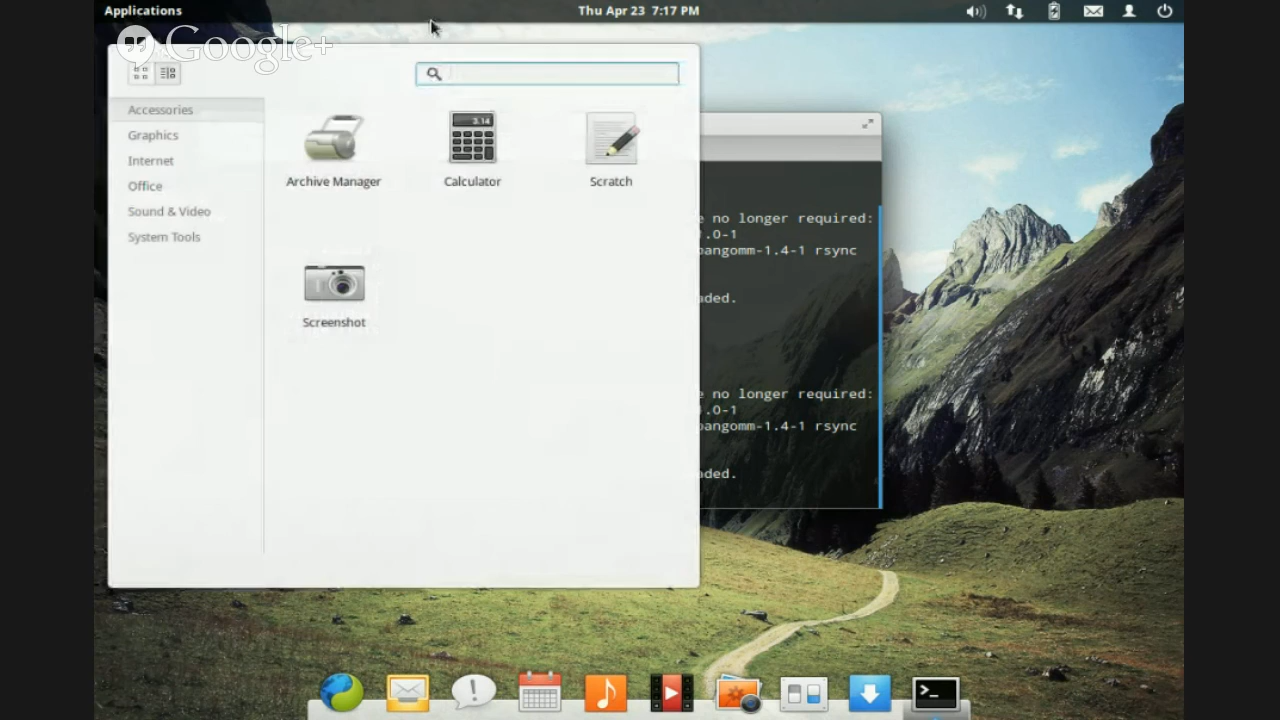 Applications
Thu Apr 23 7:17 PM
Google+
Accessories
Graphics
Internet
Office
Sound & Video
System Tools
3.14
Archive Manager
Calculator
Scratch
Screenshot
e no longer required:
.0-1
pangomm-1.4-1 rsync
aded.
e no longer required:
.0-1
pangomm-1.4-1 rsync
aded.
>_